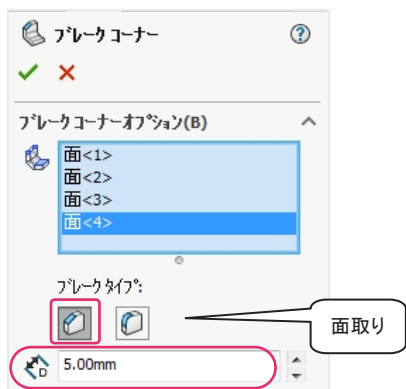 ﾌﾞﾚｰｸ ｺｰﾅｰ
ﾌﾞﾚｰｸ ｺｰﾅｰ ｵﾌﾟｼｮﾝ(B)
面<1>
面<2>
面<3>
面<4>
ﾌﾞﾚｰｸ ﾀｲﾌﾟ:
面取り
D 5.00mm